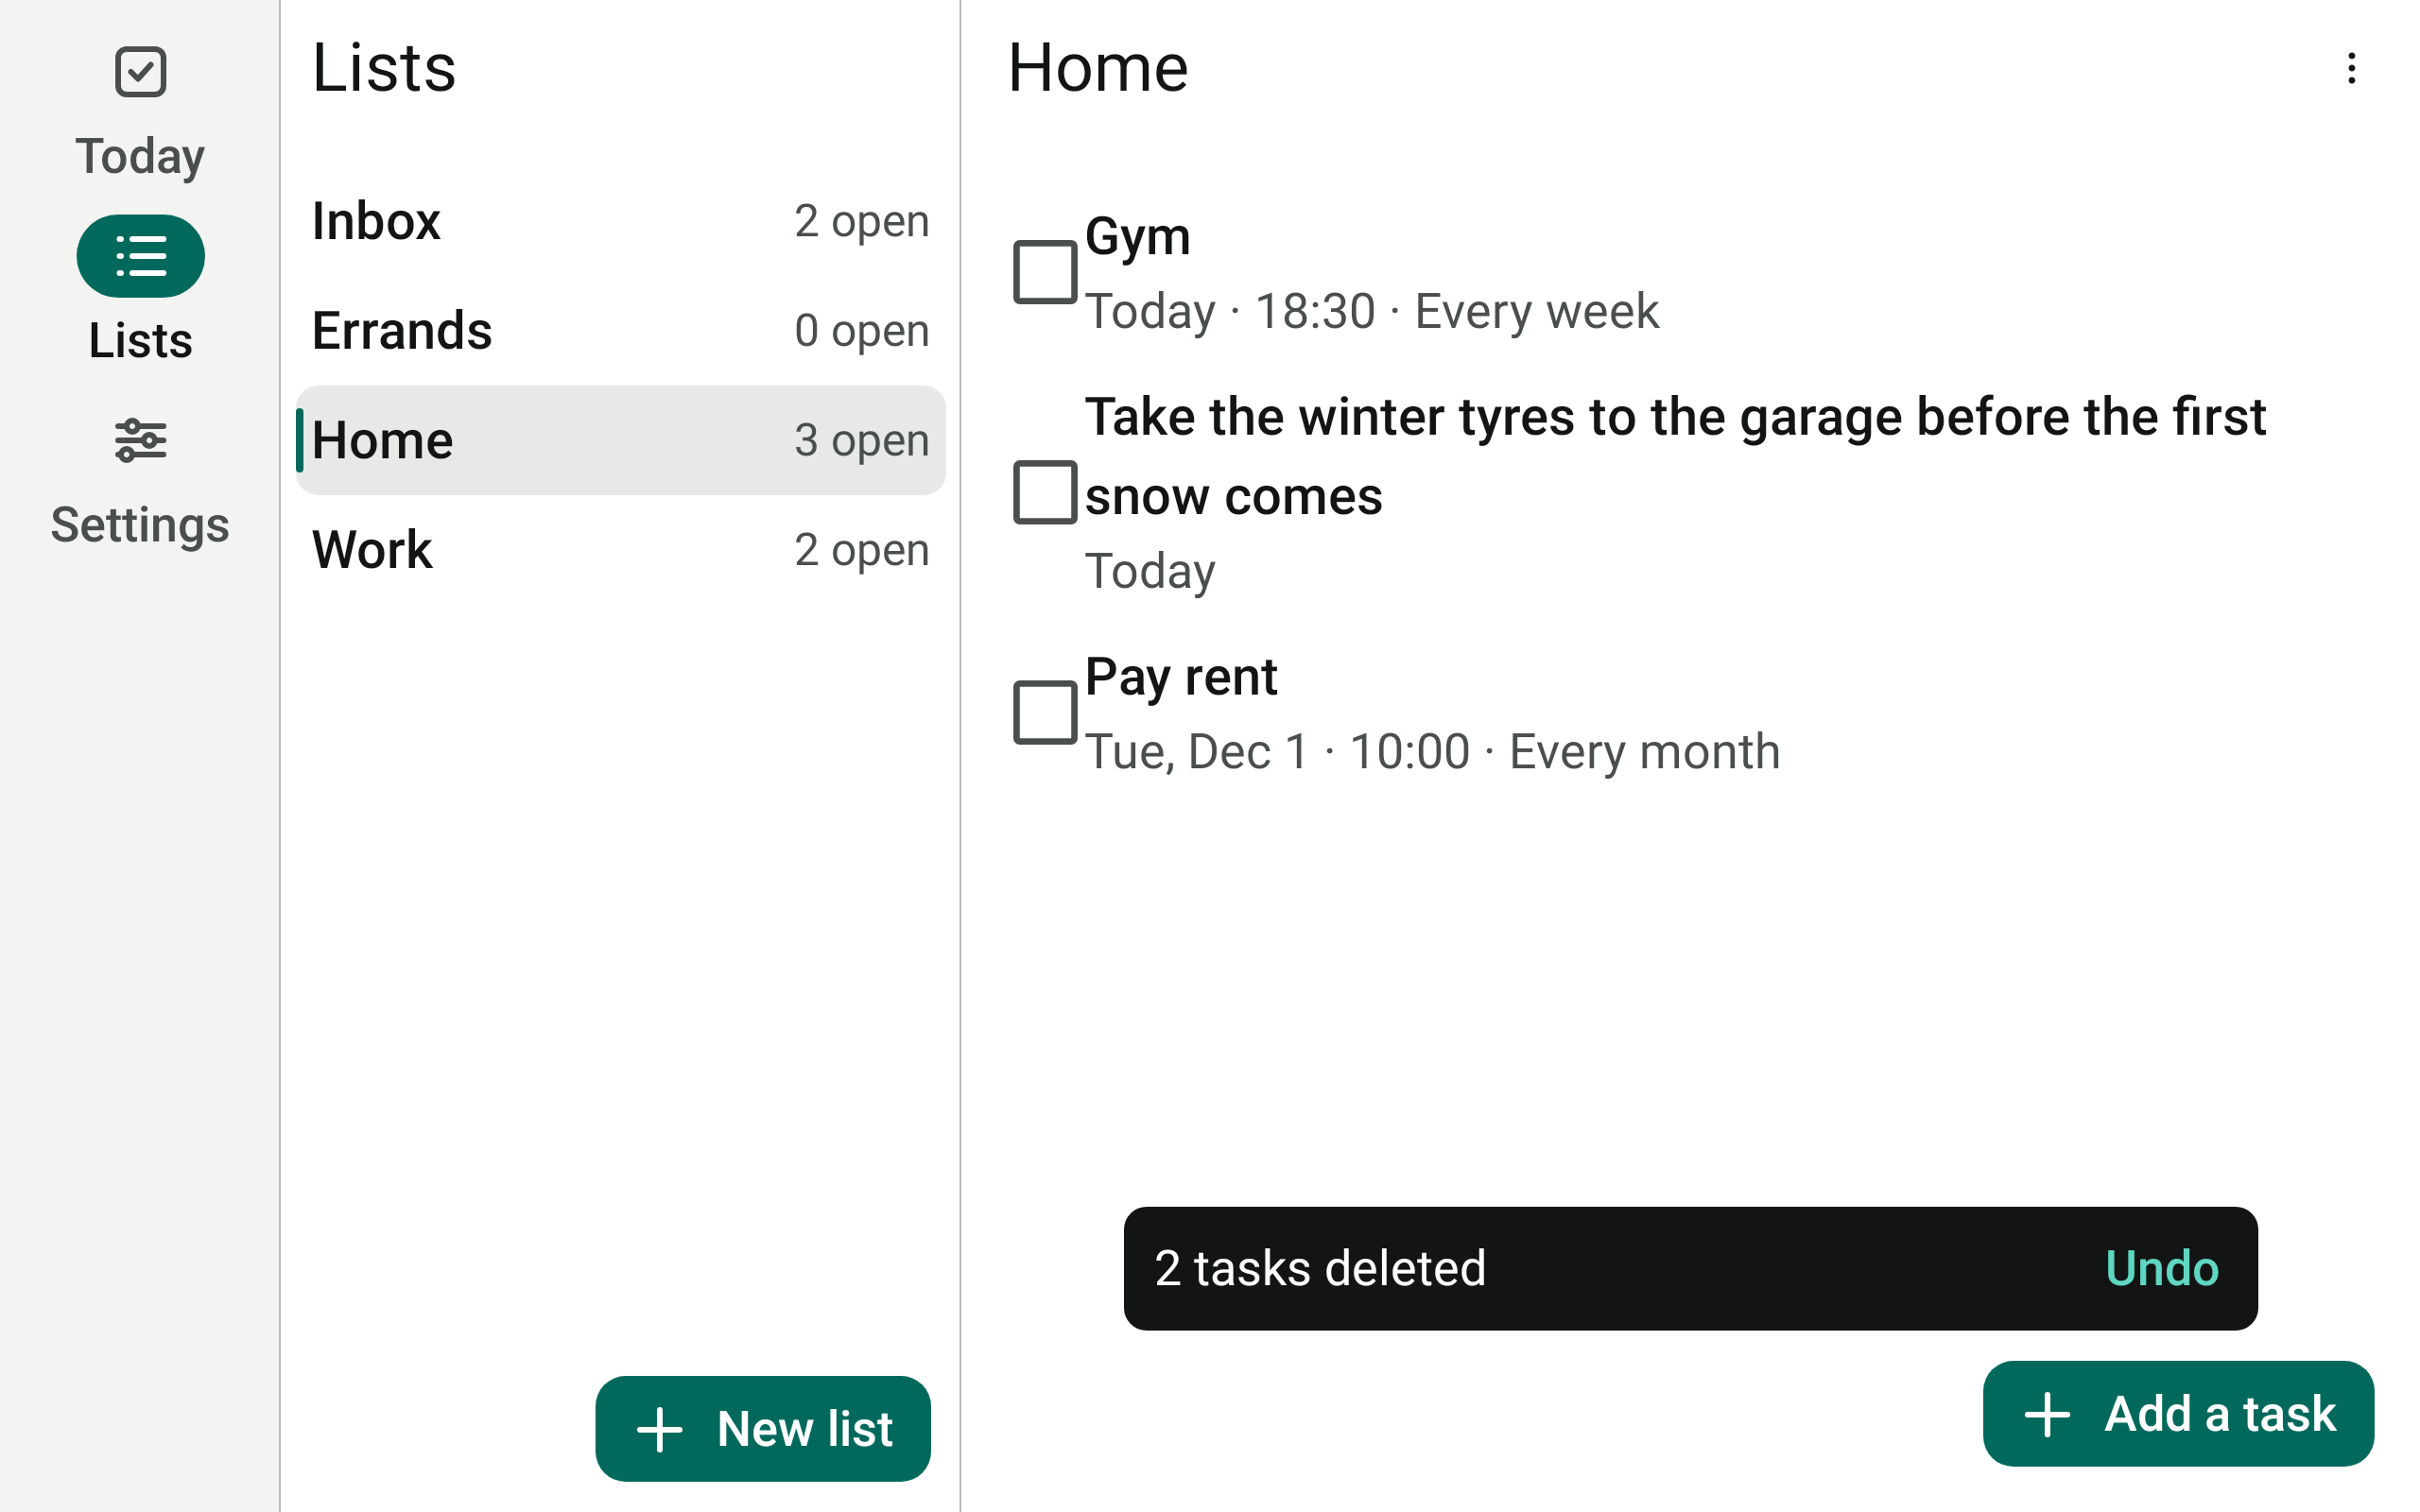 Today
Lists
Settings
Lists
Inbox 2 open
Errands 0 open
Home 3 open
Work 2 open
New list
Home
Gym
Today · 18:30 · Every week
Take the winter tyres to the garage before the first
snow comes
Today
Pay rent
Tue, Dec 1 · 10:00 · Every month
2 tasks deleted Undo
Add a task